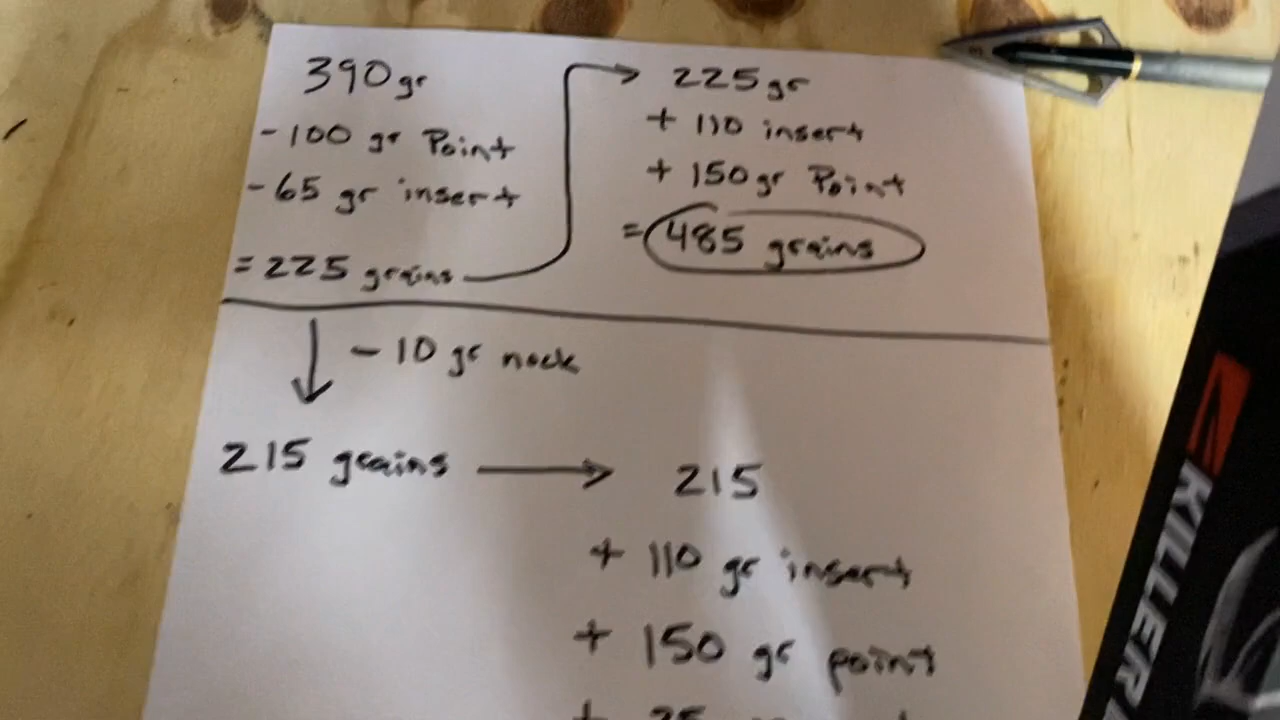 390gr
-100 gr Point
-65 gr insert
=225 grains
225gr
+ 110 insert
+ 150gr Point
= 485 grains
- 10 gr nock
215 grains
215
+ 110 gr insert
+ 150 gr point
KILLER